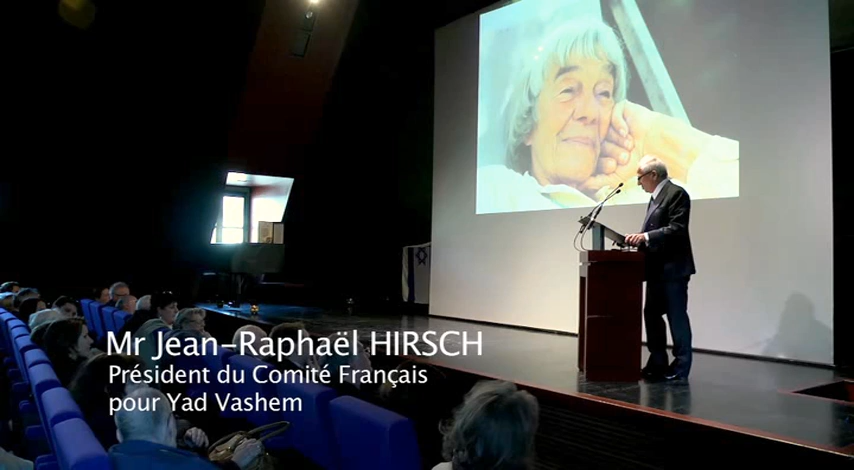 Mr Jean-Raphaël HIRSCH
Président du Comité Français
pour Yad Vashem